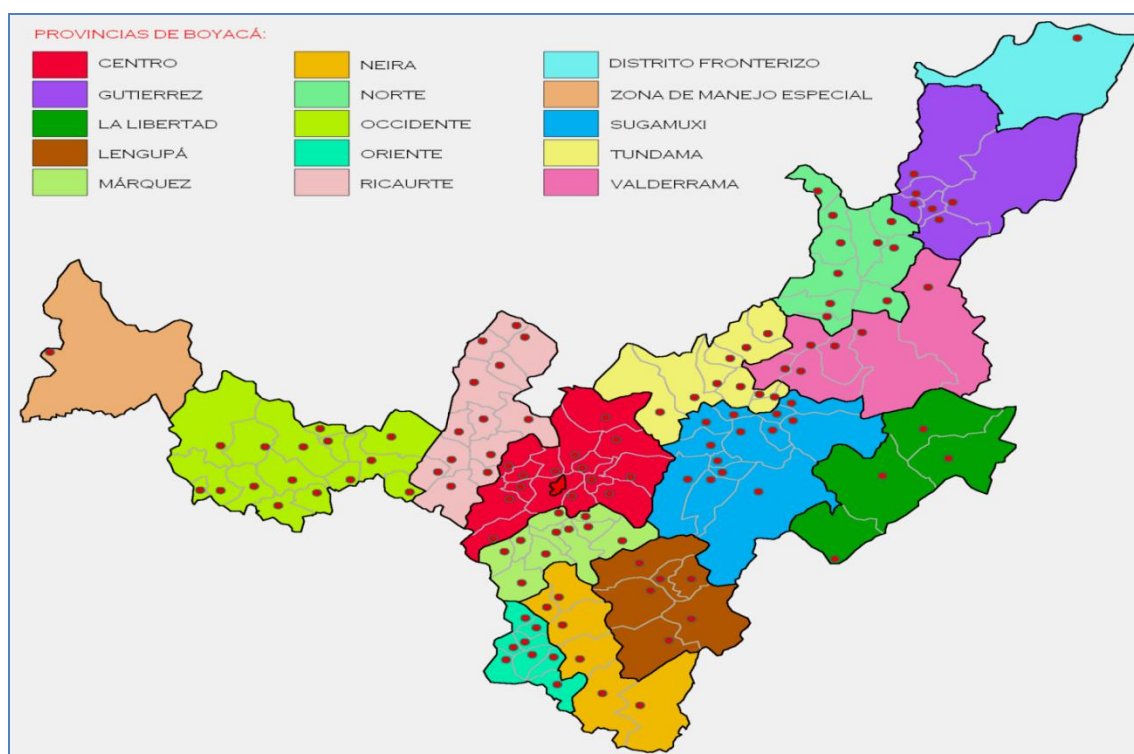 PROVINCIAS DE BOYACÁ:
CENTRO
GUTIERREZ
LA LIBERTAD
LENGUPÁ
MÁRQUEZ
NEIRA
NORTE
OCCIDENTE
ORIENTE
RICAURTE
DISTRITO FRONTERIZO
ZONA DE MANEJO ESPECIAL
SUGAMUXI
TUNDAMA
VALDERRAMA